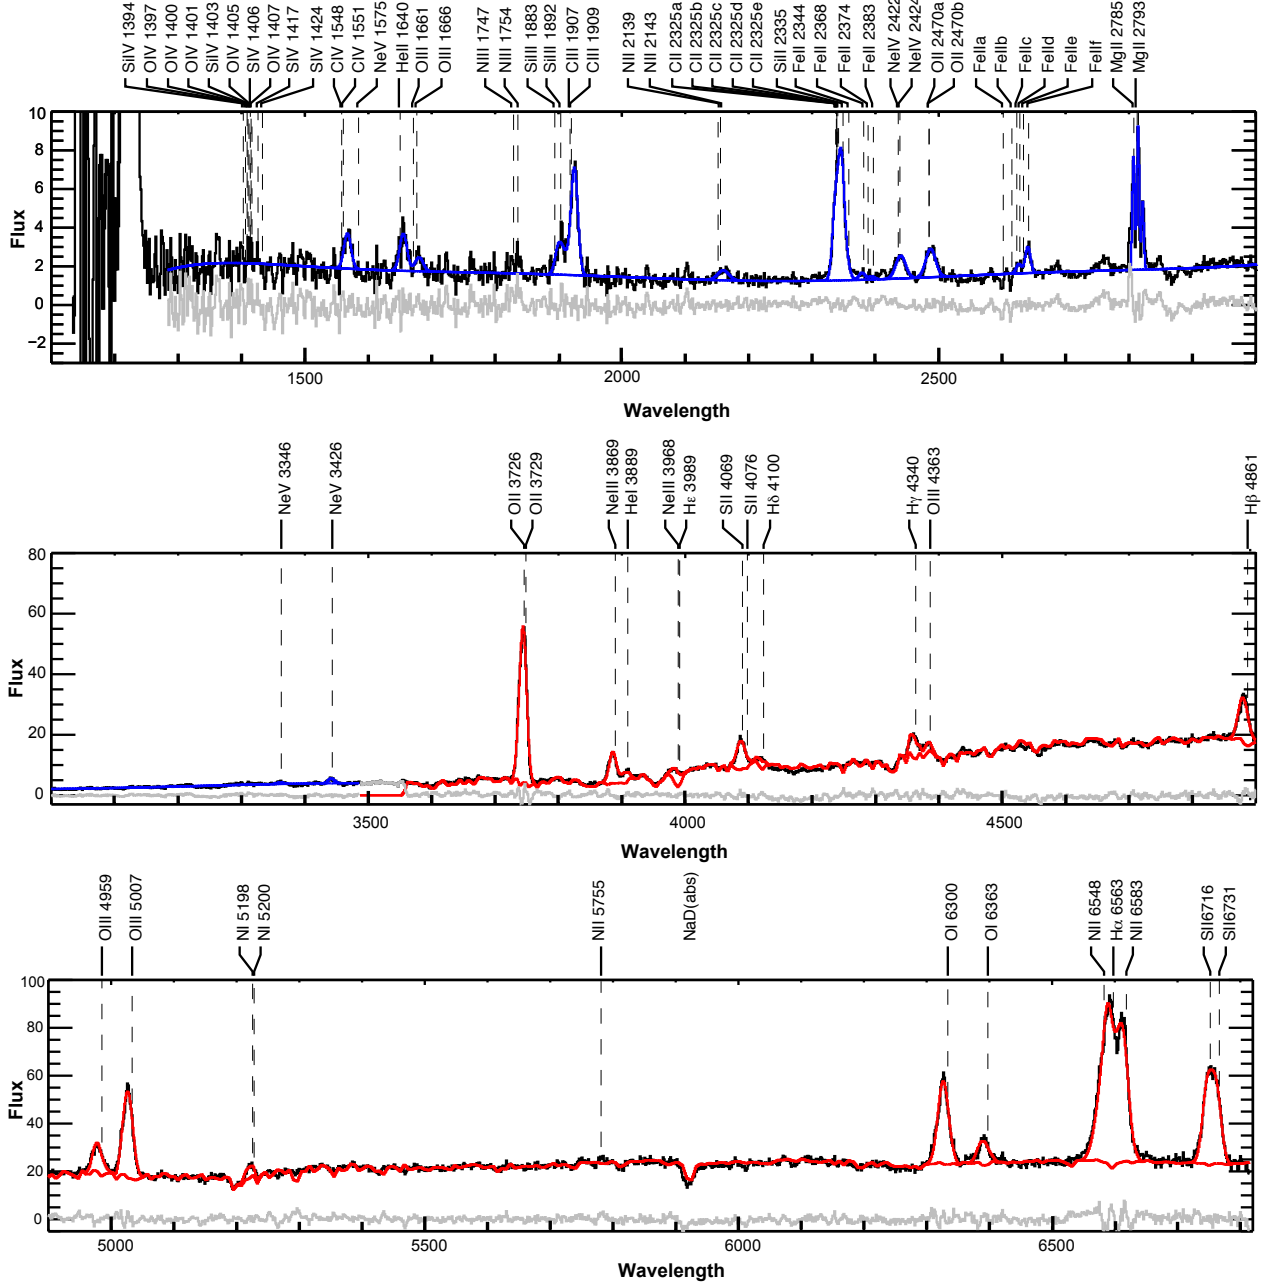 SiIV 1394
OIV 1397
OIV 1400
OIV 1401
SiIV 1403
OIV 1405
SIV 1406
OIV 1407
SIV 1417
SIV 1424
CIV 1548
CIV 1551
NeV 1575
HeII 1640
OIII 1661
OIII 1666
NIII 1747
NIII 1754
SiIII 1883
SiIII 1892
CIII 1907
CIII 1909
NII 2139
NII 2143
CII 2325a
CII 2325b
CII 2325c
CII 2325d
CII 2325e
SiII 2335
FeII 2344
FeII 2368
FeII 2374
FeII 2383
NeIV 2422
NeIV 2424
OII 2470a
OII 2470b
FeIIa
FeIIb
FeIIc
FeIId
FeIIe
FeIIf
MgII 2785
MgII 2793
10
8
6
4
2
0
−2
Flux
1500
2000
2500
Wavelength
NeV 3346
NeV 3426
OII 3726
OII 3729
NeIII 3869
HeI 3889
NeIII 3968
Hε 3989
SII 4069
SII 4076
Hδ 4100
Hγ 4340
OIII 4363
Hβ 4861
80
60
40
20
0
Flux
3500
4000
4500
Wavelength
OIII 4959
OIII 5007
NI 5198
NI 5200
NII 5755
NaD(abs)
OI 6300
OI 6363
NII 6548
Hα 6563
NII 6583
SII6716
SII6731
100
80
60
40
20
0
Flux
5000
5500
6000
6500
Wavelength